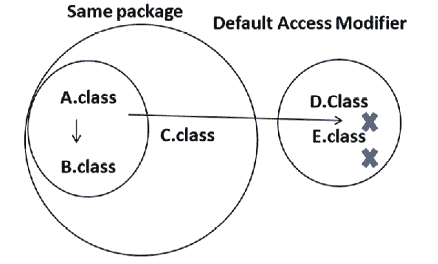 Same package
Default Access Modifier
A.class
B.class
C.class
D.Class
E.class